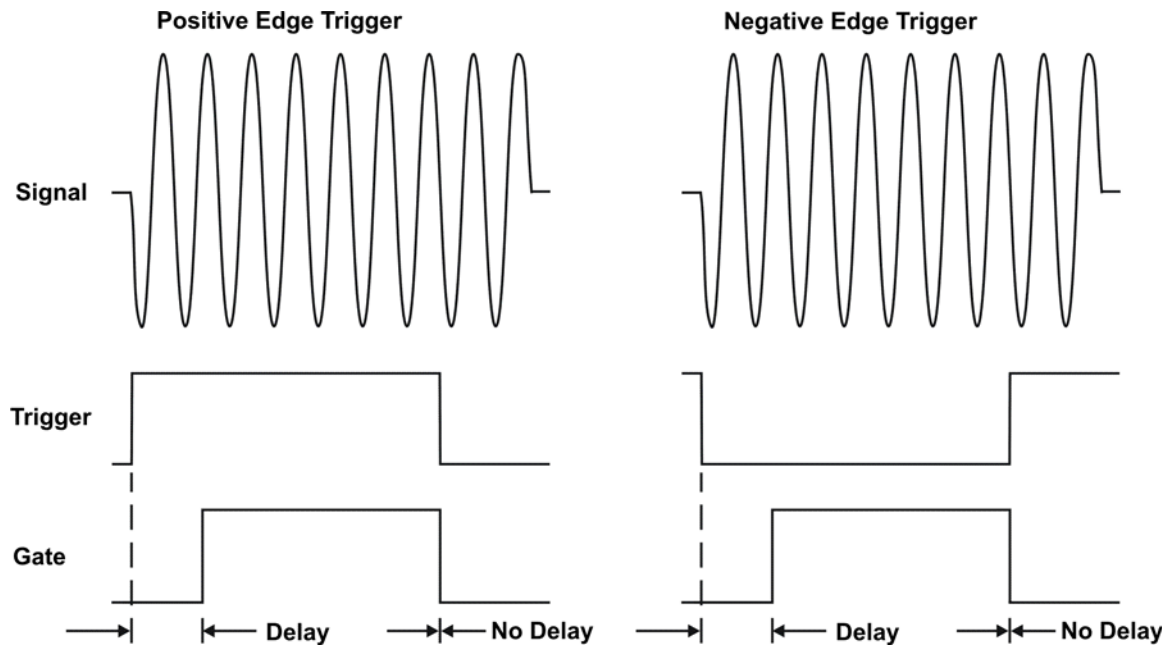 Positive Edge Trigger
Negative Edge Trigger
Signal
Trigger
Gate
Delay
No Delay
Delay
No Delay